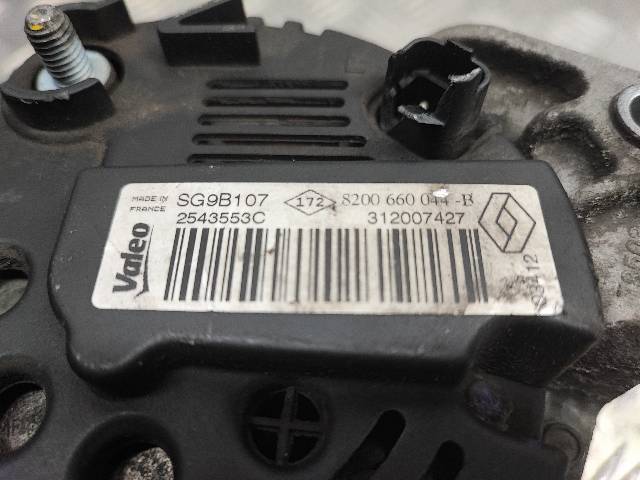 MADE IN
FRANCE
SG9B107
172
8200 660 044 -B
2543553C
312007427
Valeo